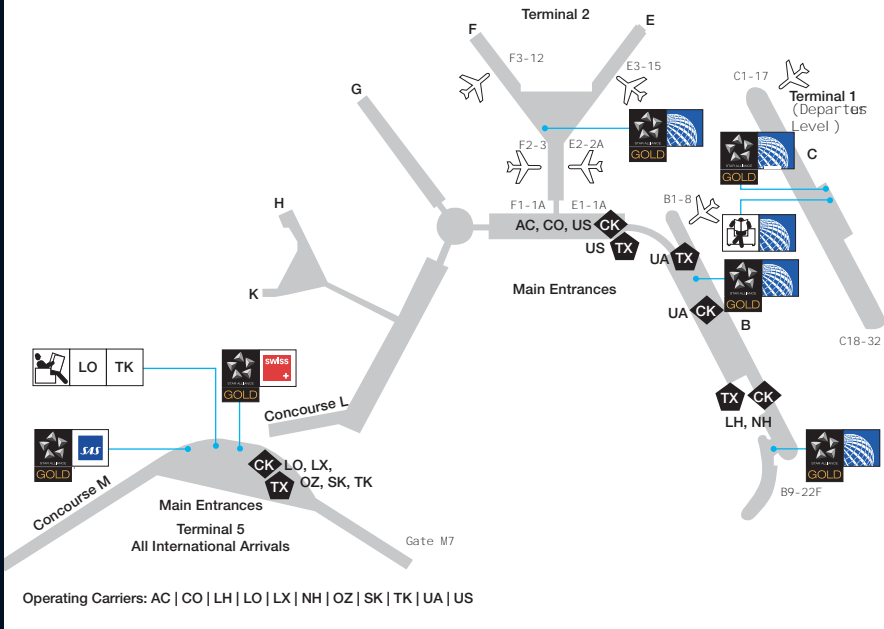 Terminal 2
F
E
F3-12
E3-15
C1-17
G
Terminal 1
(Departure
Level)
GOLD
F2-3
E2-2A
C
GOLD
H
B1-8
F1-1A
E1-1A
AC, CO, US
CK
US
TX
UA
TX
Main Entrances
K
GOLD
UA
CK
B
C18-32
LO
TK
STAR ALLIANCE
swiss
GOLD
TX
CK
Concourse L
LH, NH
SAS
GOLD
CK
LO, LX,
TX
OZ, SK, TK
GOLD
B9-22F
Concourse M
Main Entrances
Terminal 5
All International Arrivals
Gate M7
Operating Carriers: AC | CO | LH | LO | LX | NH | OZ | SK | TK | UA | US